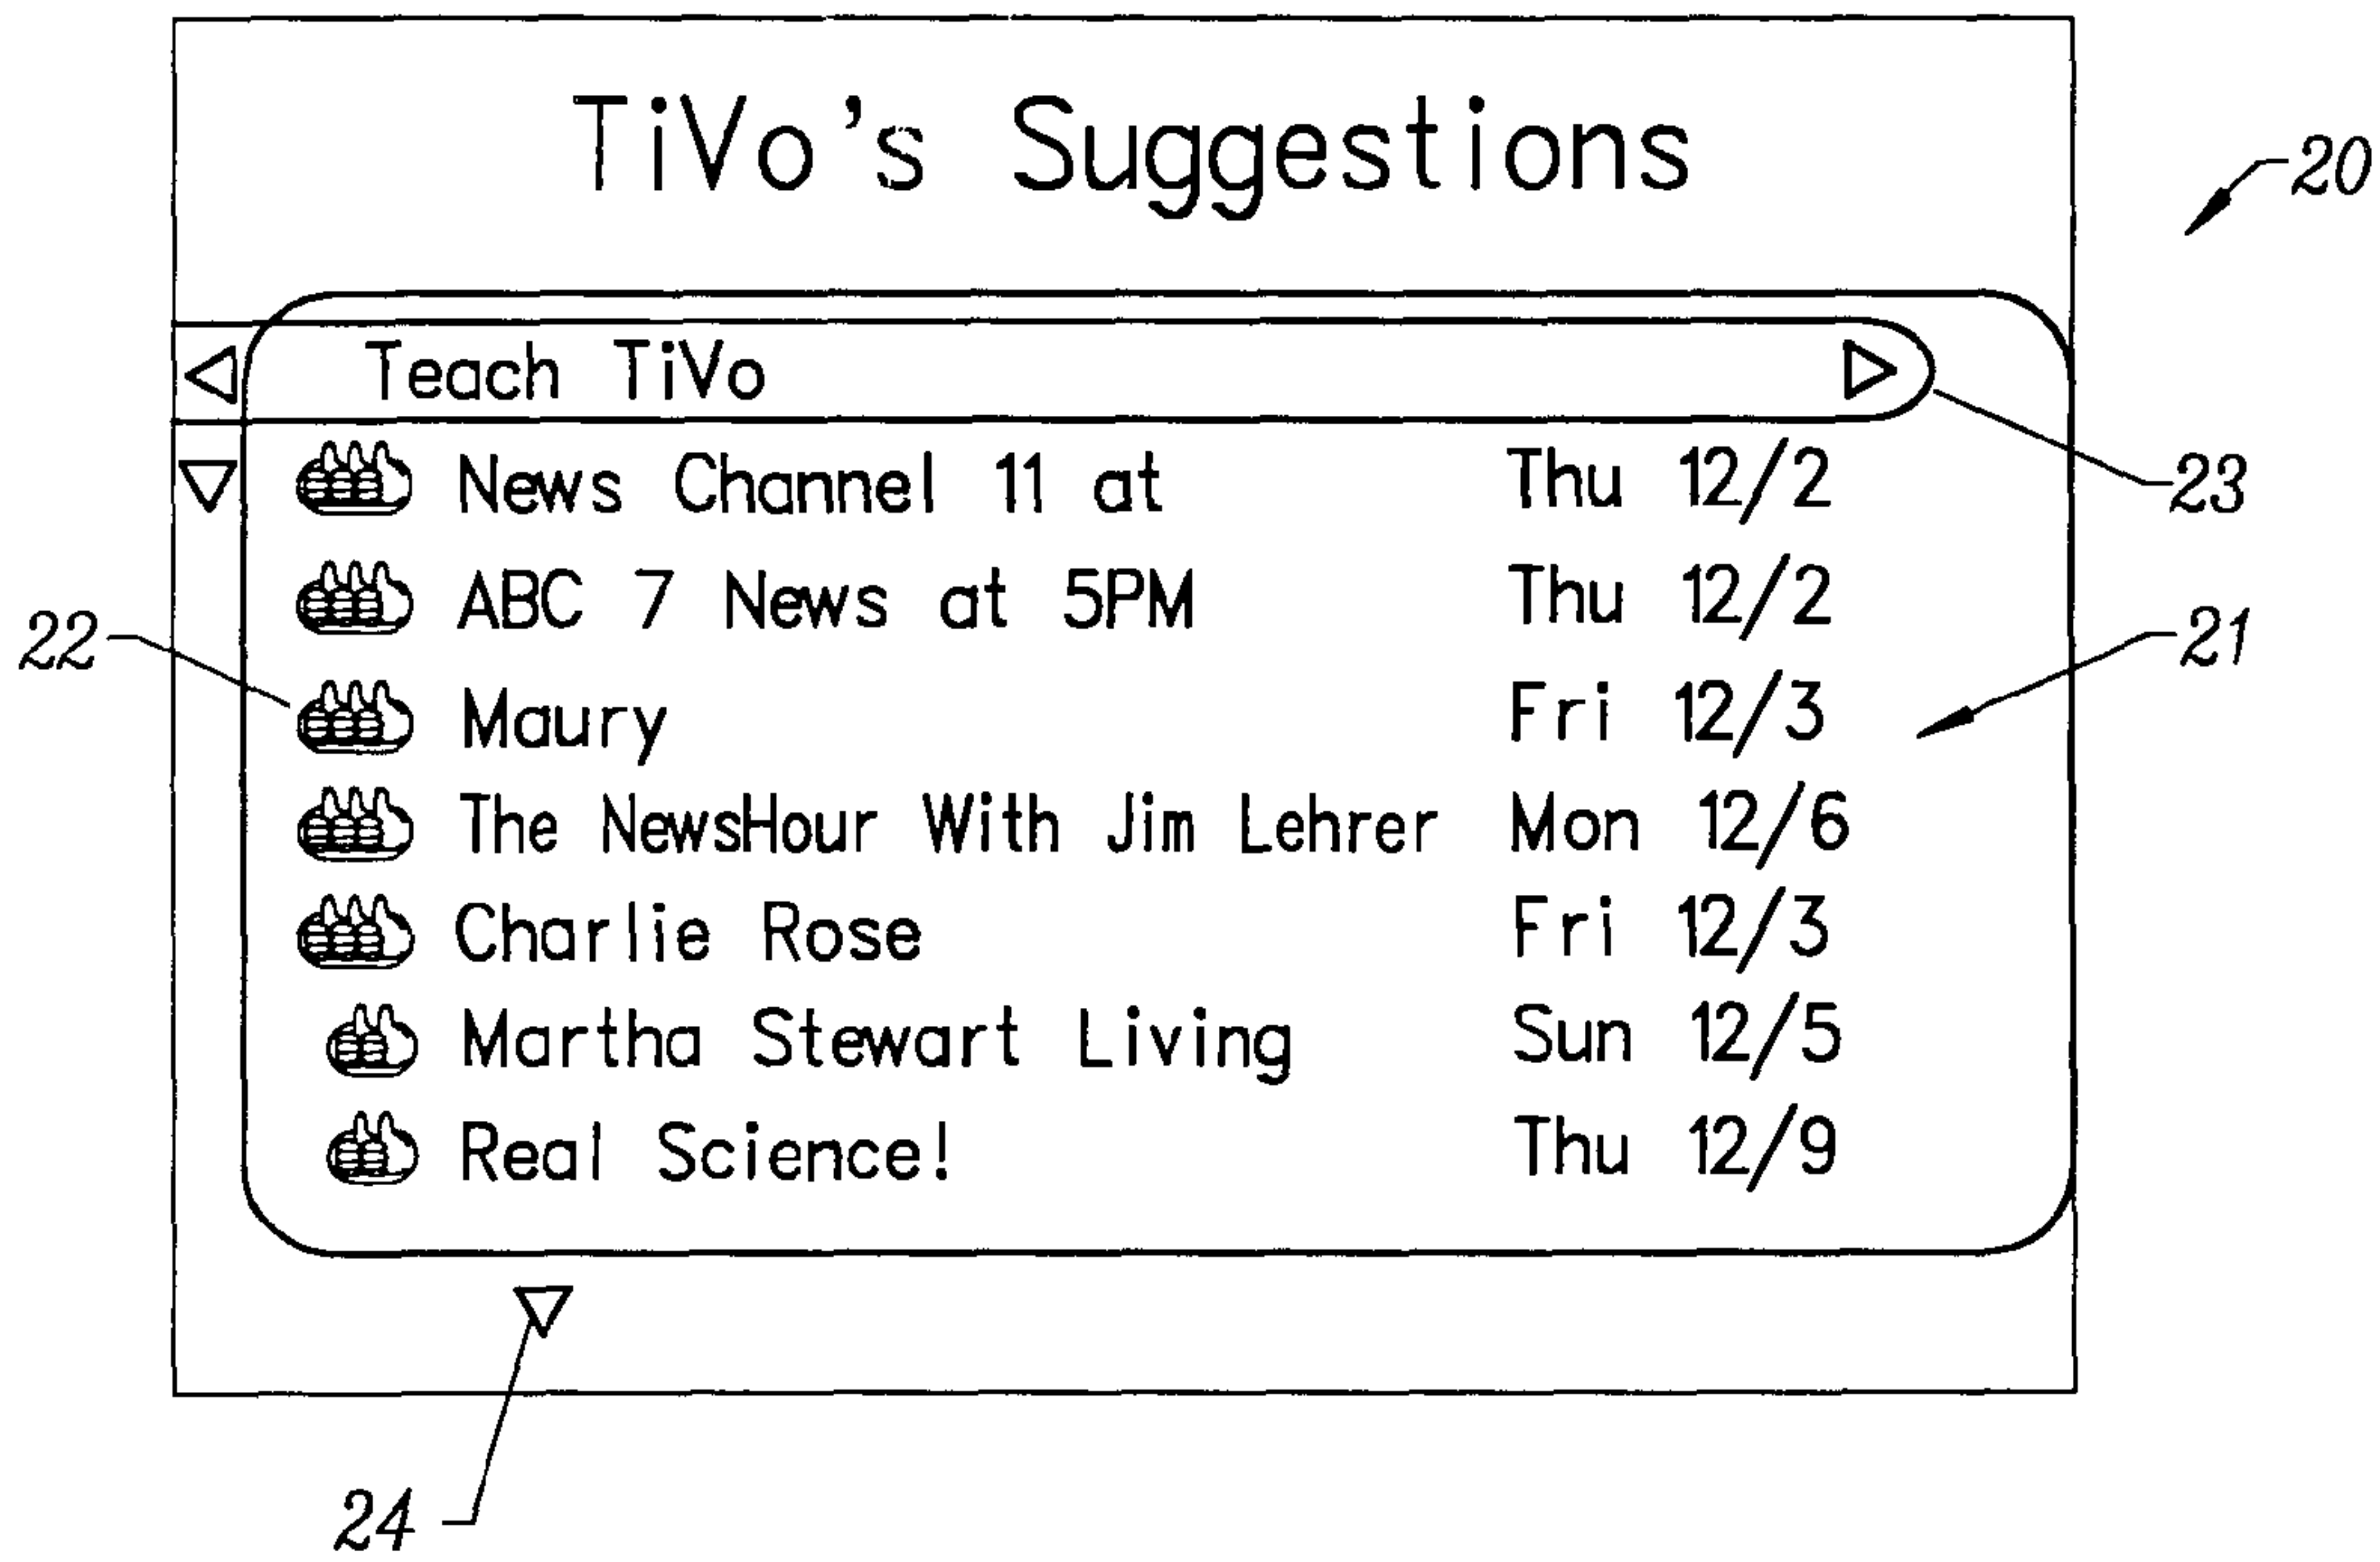 TiVo's Suggestions
20
Teach TiVo
23
News Channel 11 at Thu 12/2
ABC 7 News at 5PM Thu 12/2
22
21
Maury Fri 12/3
The NewsHour With Jim Lehrer Mon 12/6
Charlie Rose Fri 12/3
Martha Stewart Living Sun 12/5
Real Science! Thu 12/9
24